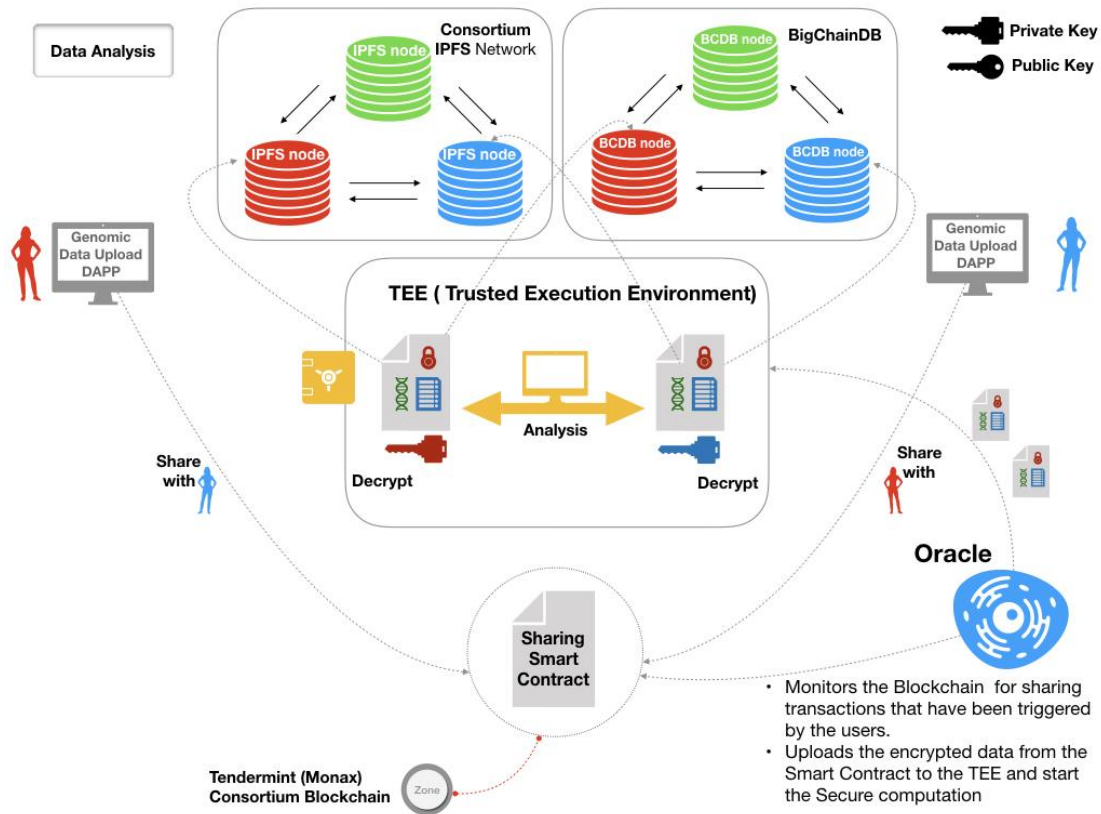 Data Analysis
Consortium
IPFS Network
IPFS node
IPFS node
IPFS node
BigChainDB
BCDB node
BCDB node
BCDB node
Private Key
Public Key
Genomic
Data Upload
DAPP
Genomic
Data Upload
DAPP
TEE ( Trusted Execution Environment)
Analysis
Decrypt
Decrypt
Share
with
Share
with
Oracle
Sharing
Smart
Contract
• Monitors the Blockchain for sharing
transactions that have been triggered
by the users.
• Uploads the encrypted data from the
Smart Contract to the TEE and start
the Secure computation
Tendermint (Monax)
Consortium Blockchain
Zone